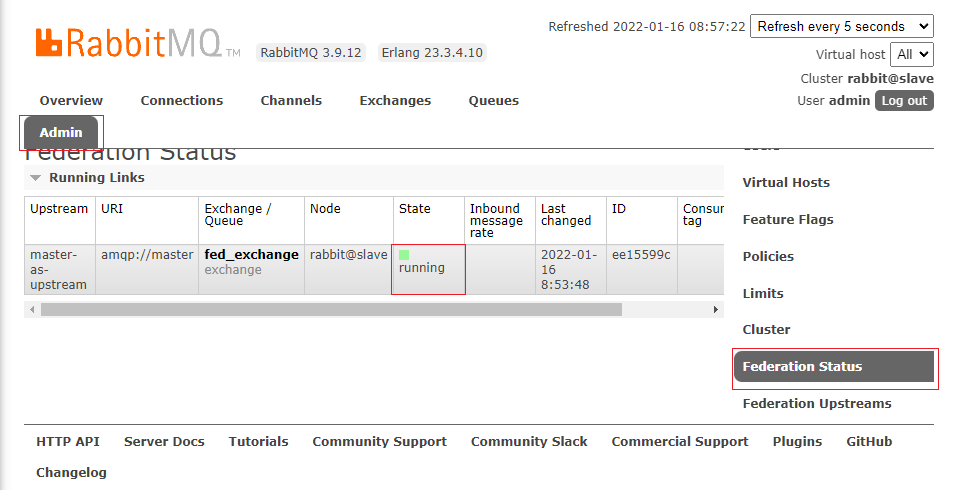 Refreshed 2022-01-16 08:57:22 Refresh every 5 seconds
RabbitMQ TM RabbitMQ 3.9.12 Erlang 23.3.4.10
Virtual host All
Cluster rabbit@slave
User admin Log out
Overview Connections Channels Exchanges Queues
Admin
Federation Status
Running Links
Upstream URI Exchange / Queue Node State Inbound message rate Last changed ID Consur tag
master-as-upstream amqp://master fed_exchange exchange rabbit@slave running 2022-01-16 8:53:48 ee15599c
Users
Virtual Hosts
Feature Flags
Policies
Limits
Cluster
Federation Status
Federation Upstreams
HTTP API Server Docs Tutorials Community Support Community Slack Commercial Support Plugins GitHub
Changelog